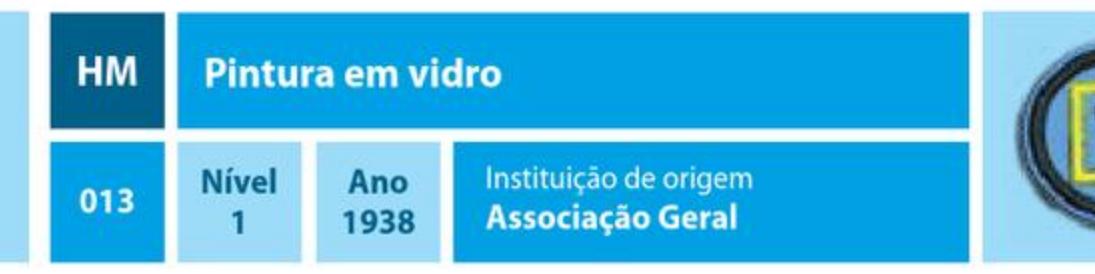 HM
Pintura em vidro
013
Nível
1
Ano
1938
Instituição de origem
Associação Geral